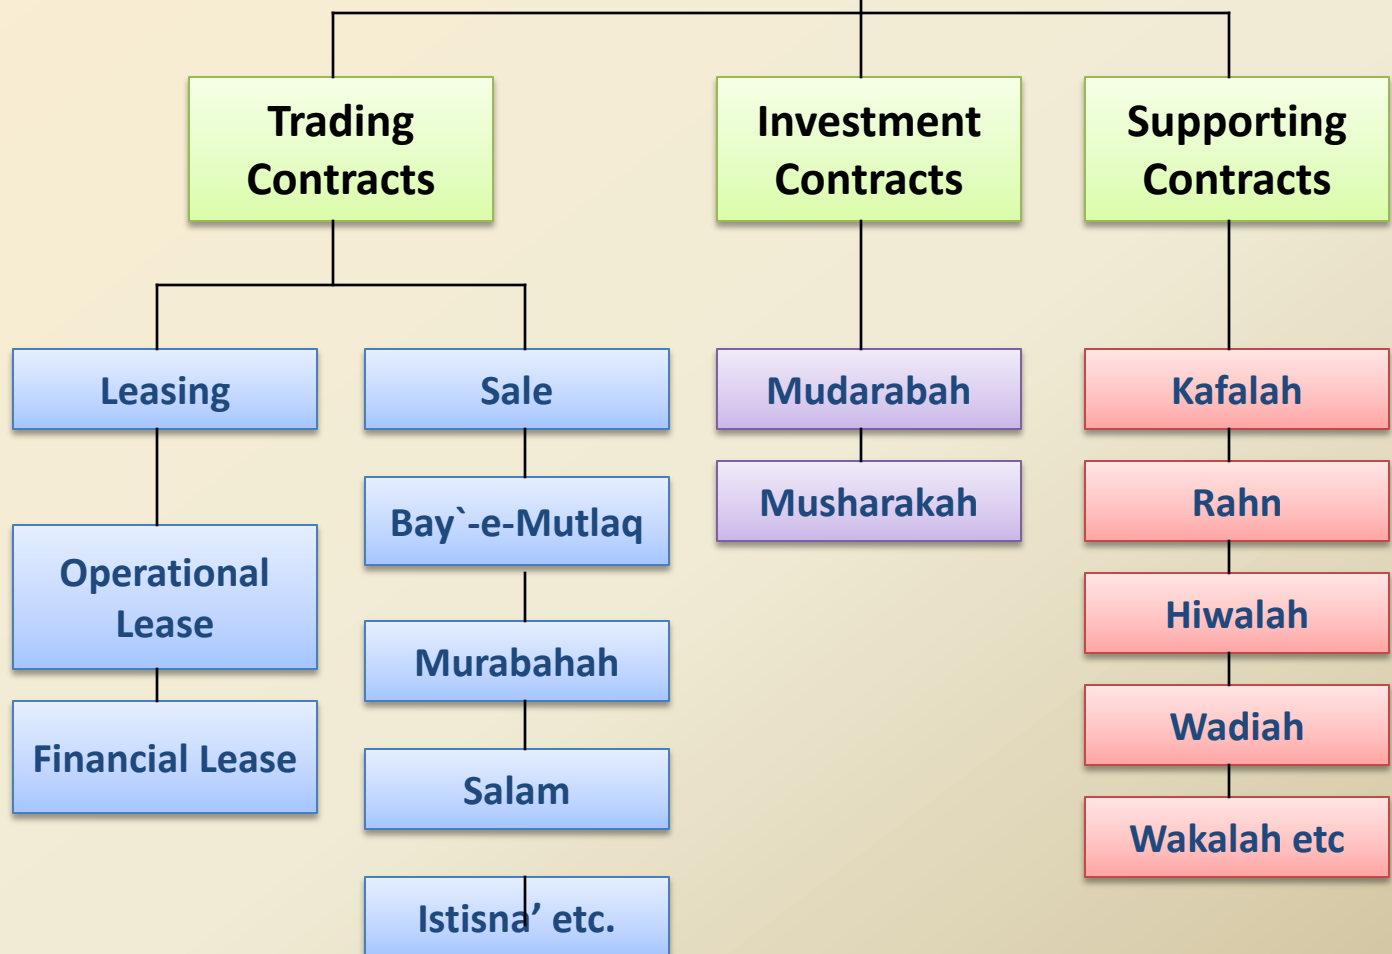 Trading
Contracts
Investment
Contracts
Supporting
Contracts
Leasing
Sale
Mudarabah
Kafalah
Bay`-e-Mutlaq
Musharakah
Rahn
Operational
Lease
Hiwalah
Murabahah
Wadiah
Financial Lease
Salam
Wakalah etc
Istisna’ etc.